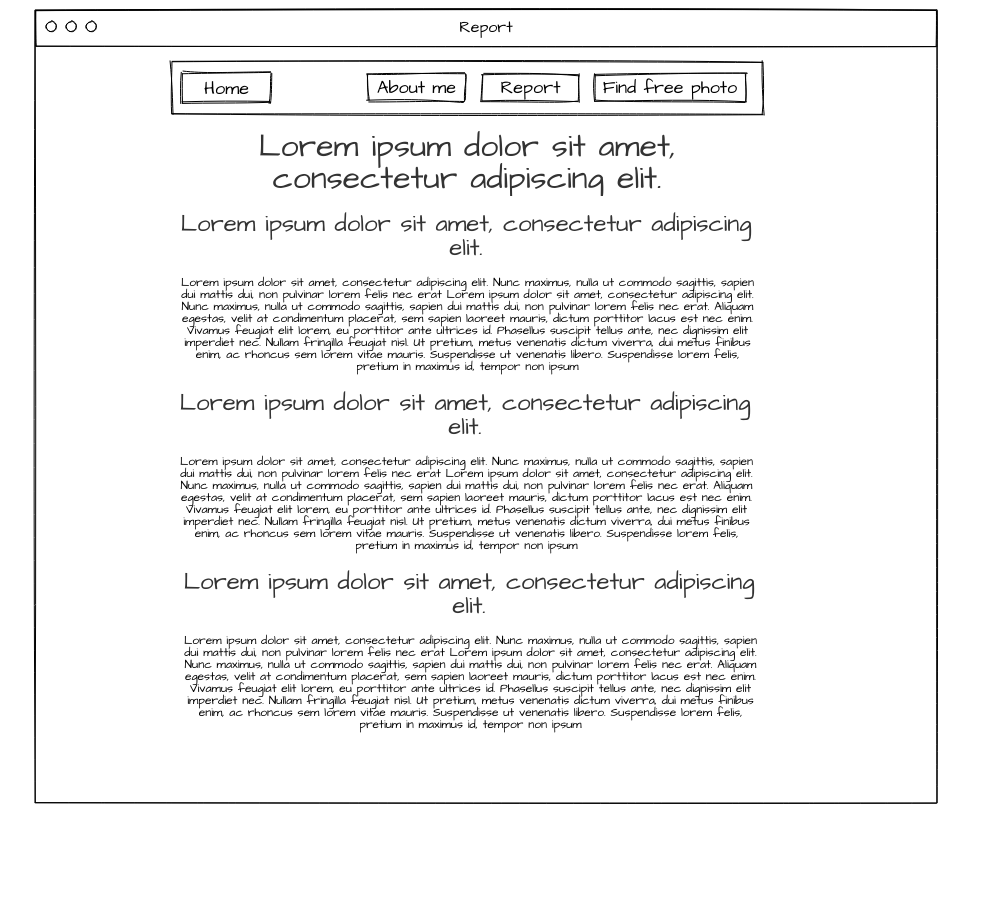 Report
Home About me Report Find free photo
Lorem ipsum dolor sit amet,
consectetur adipiscing elit.
Lorem ipsum dolor sit amet, consectetur adipiscing
elit.
Lorem ipsum dolor sit amet, consectetur adipiscing elit. Nunc maximus, nulla ut commodo sagittis, sapien
dui mattis dui, non pulvinar lorem felis nec erat Lorem ipsum dolor sit amet, consectetur adipiscing elit.
Nunc maximus, nulla ut commodo sagittis, sapien dui mattis dui, non pulvinar lorem felis nec erat. Aliquam
egestas, velit at condimentum placerat, sem sapien laoreet mauris, dictum porttitor lacus est nec enim.
Vivamus feugiat elit lorem, eu porttitor ante ultrices id. Phasellus suscipit tellus ante, nec dignissim elit
imperdiet nec. Nullam fringilla feugiat nisl. Ut pretium, metus venenatis dictum viverra, dui metus finibus
enim, ac rhoncus sem lorem vitae mauris. Suspendisse ut venenatis libero. Suspendisse lorem felis,
pretium in maximus id, tempor non ipsum
Lorem ipsum dolor sit amet, consectetur adipiscing
elit.
Lorem ipsum dolor sit amet, consectetur adipiscing elit. Nunc maximus, nulla ut commodo sagittis, sapien
dui mattis dui, non pulvinar lorem felis nec erat Lorem ipsum dolor sit amet, consectetur adipiscing elit.
Nunc maximus, nulla ut commodo sagittis, sapien dui mattis dui, non pulvinar lorem felis nec erat. Aliquam
egestas, velit at condimentum placerat, sem sapien laoreet mauris, dictum porttitor lacus est nec enim.
Vivamus feugiat elit lorem, eu porttitor ante ultrices id. Phasellus suscipit tellus ante, nec dignissim elit
imperdiet nec. Nullam fringilla feugiat nisl. Ut pretium, metus venenatis dictum viverra, dui metus finibus
enim, ac rhoncus sem lorem vitae mauris. Suspendisse ut venenatis libero. Suspendisse lorem felis,
pretium in maximus id, tempor non ipsum
Lorem ipsum dolor sit amet, consectetur adipiscing
elit.
Lorem ipsum dolor sit amet, consectetur adipiscing elit. Nunc maximus, nulla ut commodo sagittis, sapien
dui mattis dui, non pulvinar lorem felis nec erat Lorem ipsum dolor sit amet, consectetur adipiscing elit.
Nunc maximus, nulla ut commodo sagittis, sapien dui mattis dui, non pulvinar lorem felis nec erat. Aliquam
egestas, velit at condimentum placerat, sem sapien laoreet mauris, dictum porttitor lacus est nec enim.
Vivamus feugiat elit lorem, eu porttitor ante ultrices id. Phasellus suscipit tellus ante, nec dignissim elit
imperdiet nec. Nullam fringilla feugiat nisl. Ut pretium, metus venenatis dictum viverra, dui metus finibus
enim, ac rhoncus sem lorem vitae mauris. Suspendisse ut venenatis libero. Suspendisse lorem felis,
pretium in maximus id, tempor non ipsum